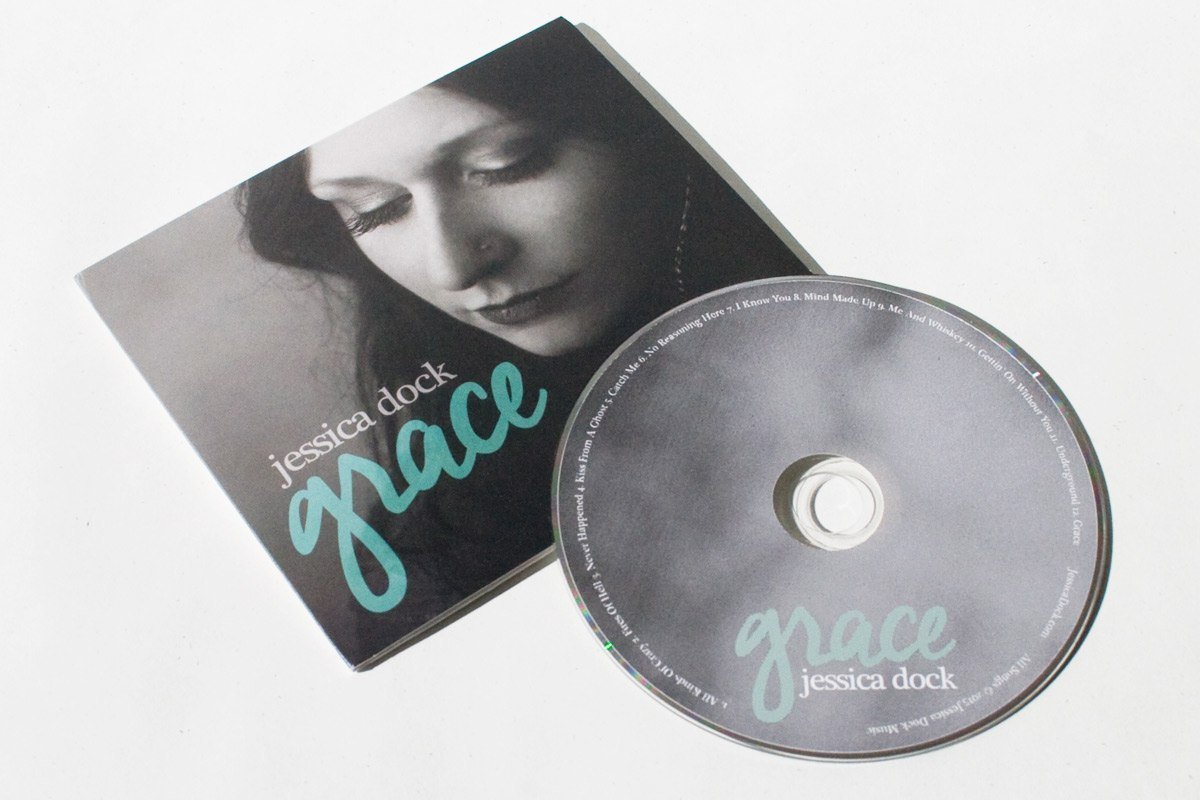 jessica dock
grace
1. All Kinds Of Crazy 2. Fires Of Hell 3. Never Happened 4. Kiss From A Ghost 5. Catch Me 6. No Reasoning Here 7. I Know You 8. Mind Made Up 9. Me And Whiskey 10. Gettin' On Without You 11. Underground 12. Grace
JessicaDock.com
All Songs © 2015 Jessica Dock Music
grace
jessica dock